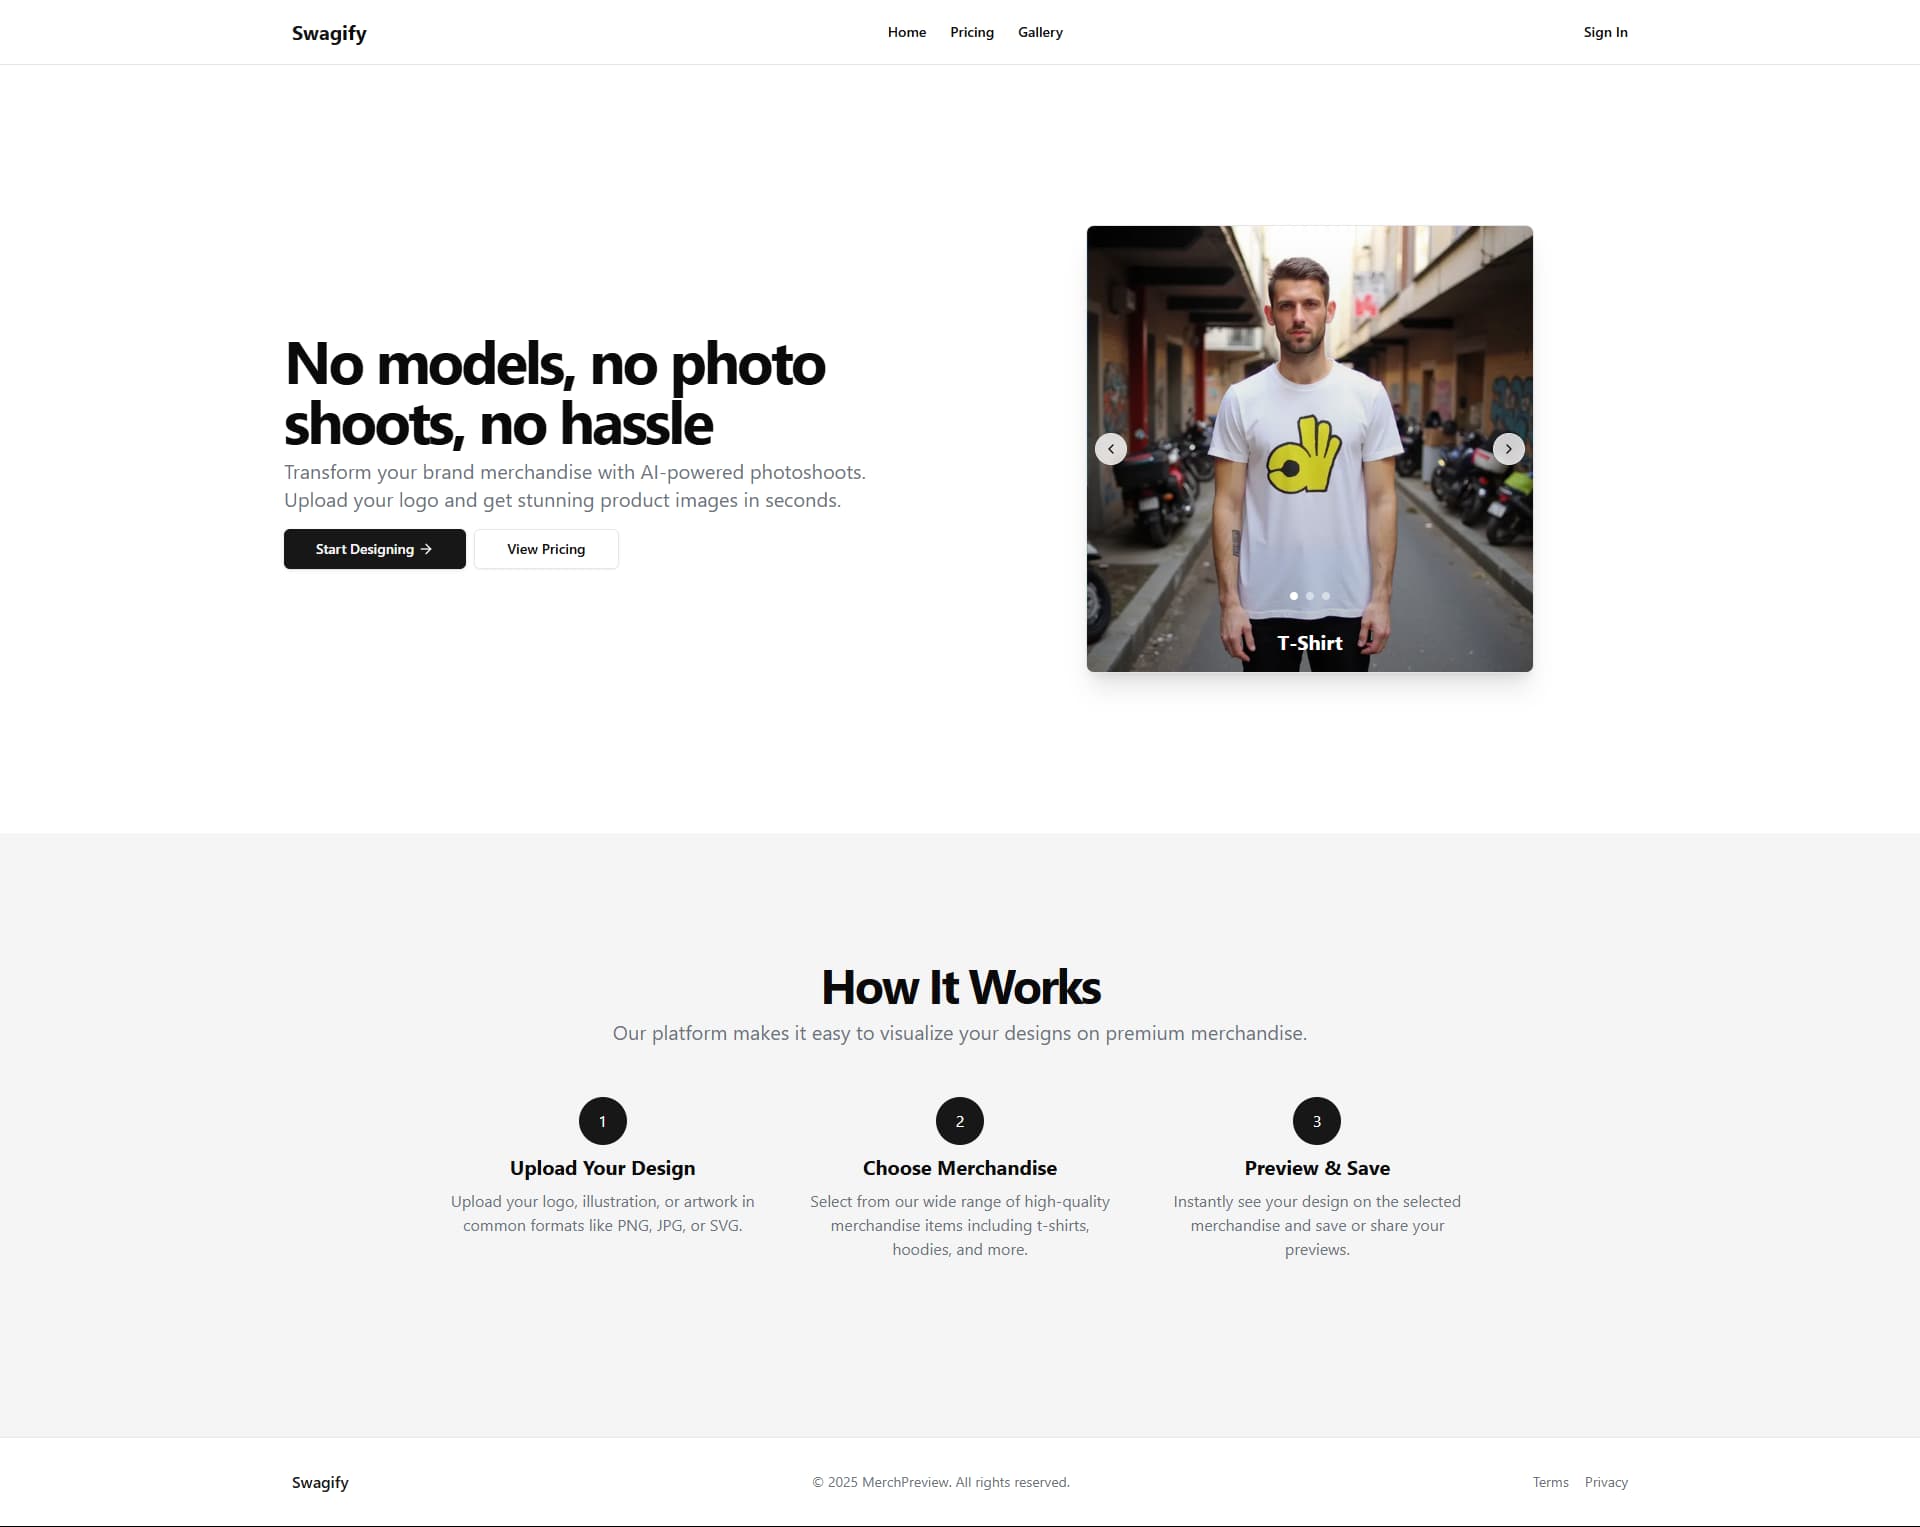 Swagify
Home
Pricing
Gallery
Sign In
No models, no photo
shoots, no hassle
Transform your brand merchandise with AI-powered photoshoots.
Upload your logo and get stunning product images in seconds.
Start Designing →
View Pricing
T-Shirt
How It Works
Our platform makes it easy to visualize your designs on premium merchandise.
1
Upload Your Design
Upload your logo, illustration, or artwork in
common formats like PNG, JPG, or SVG.
2
Choose Merchandise
Select from our wide range of high-quality
merchandise items including t-shirts,
hoodies, and more.
3
Preview & Save
Instantly see your design on the selected
merchandise and save or share your
previews.
Swagify
© 2025 MerchPreview. All rights reserved.
Terms
Privacy